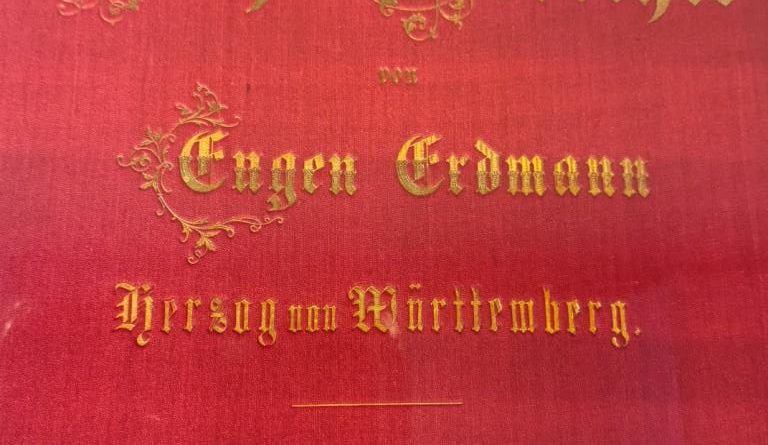 von
Eugen Erdmann
Herzog von Württemberg.